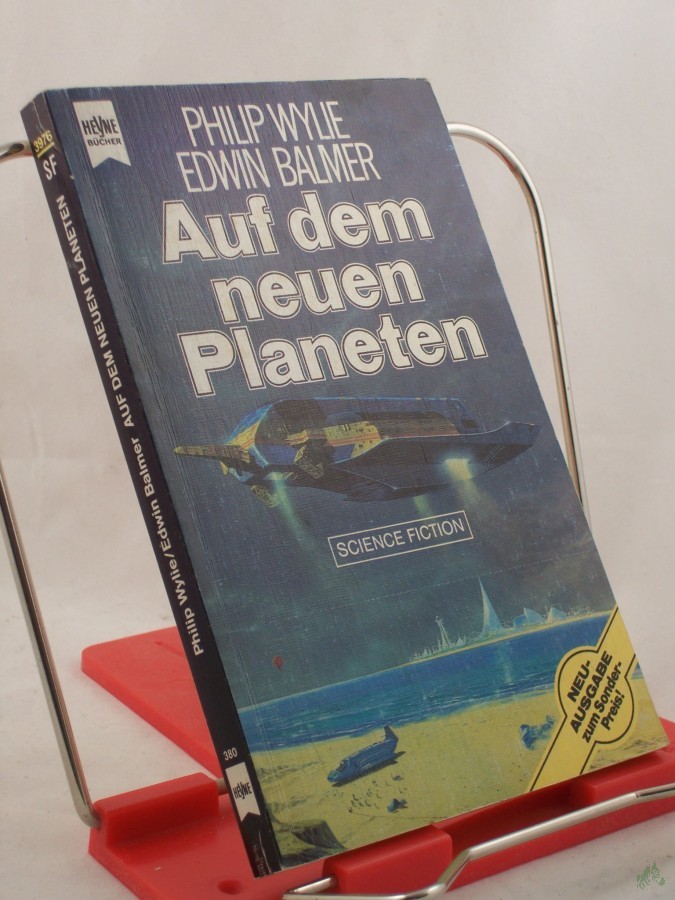 HEYNE
BÜCHER
PHILIP WYLIE
EDWIN BALMER
Auf dem
neuen
Planeten
SCIENCE FICTION
NEU-
AUSGABE
zum Sonder-
Preis!
3976
SF
Philip Wylie/Edwin Balmer AUF DEM NEUEN PLANETEN
380
HEYNE